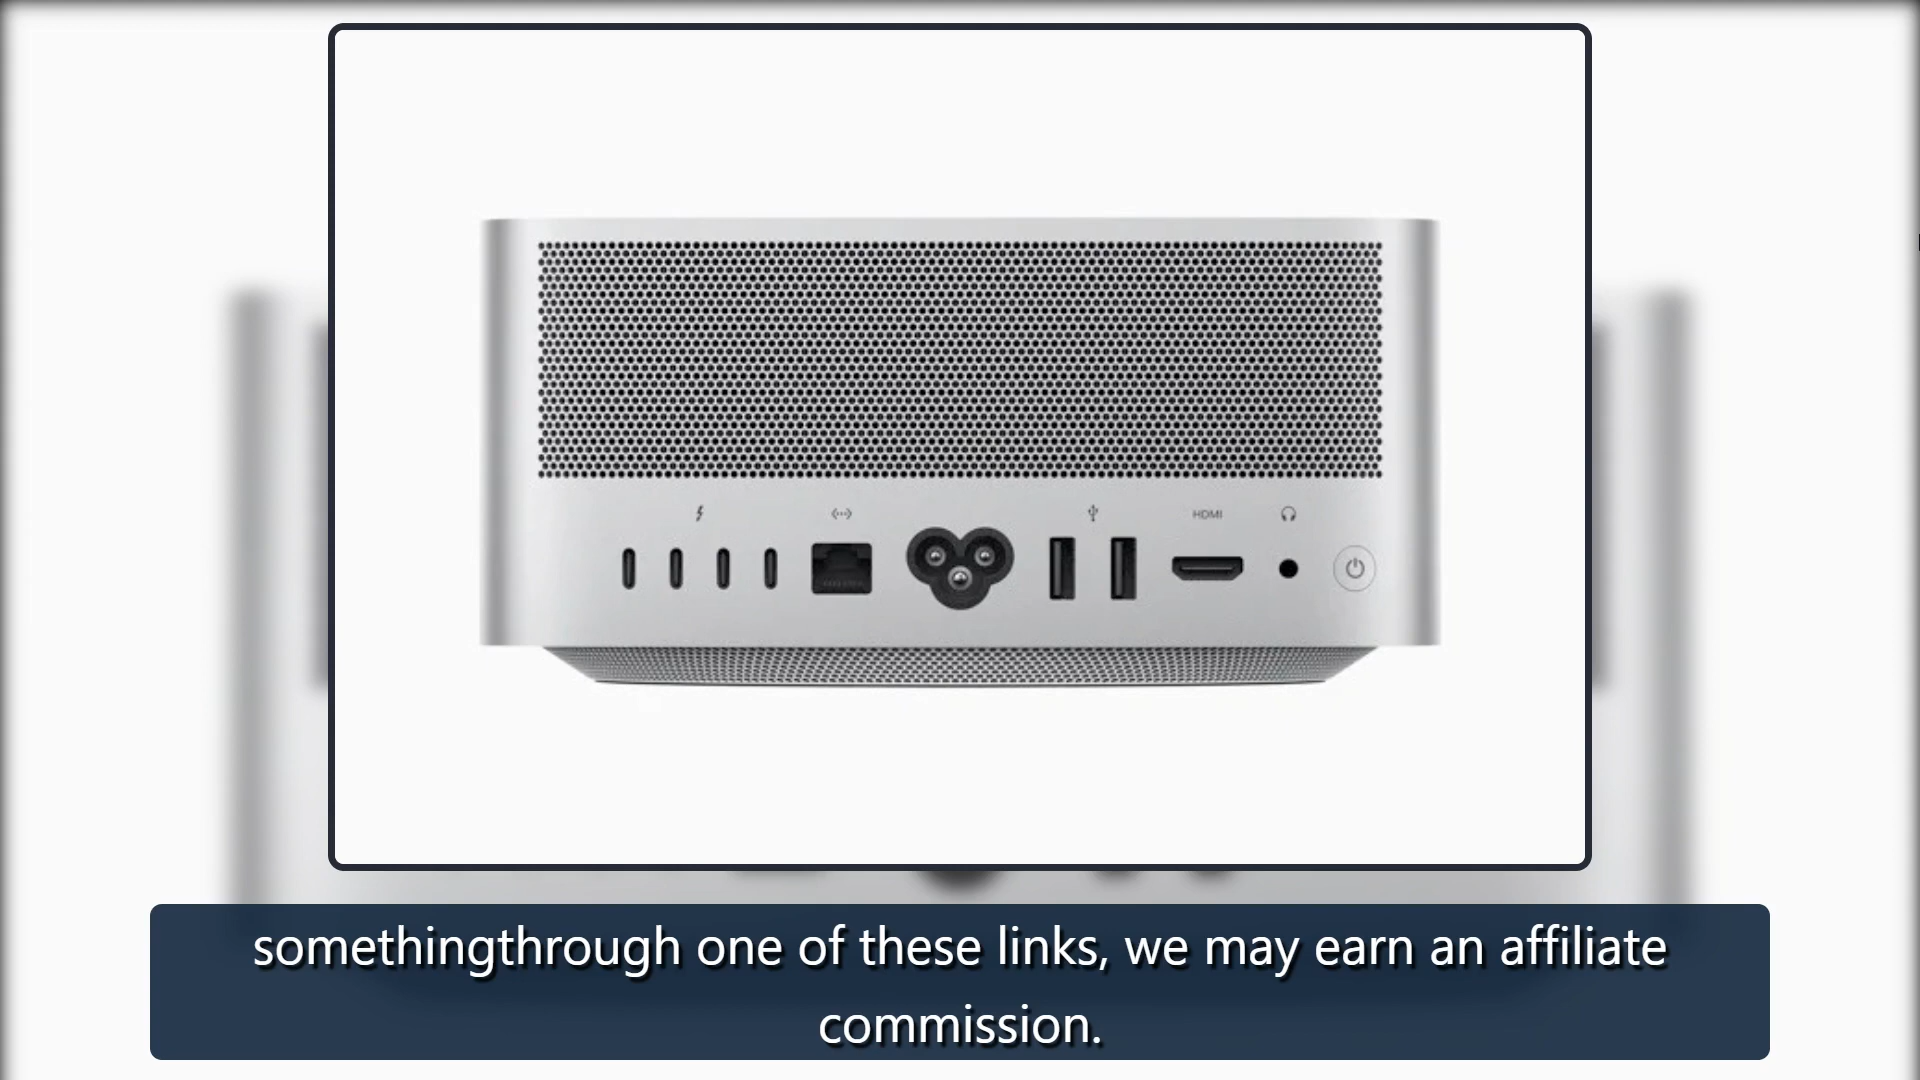 HDMI
somethingthrough one of these links, we may earn an affiliate
commission.